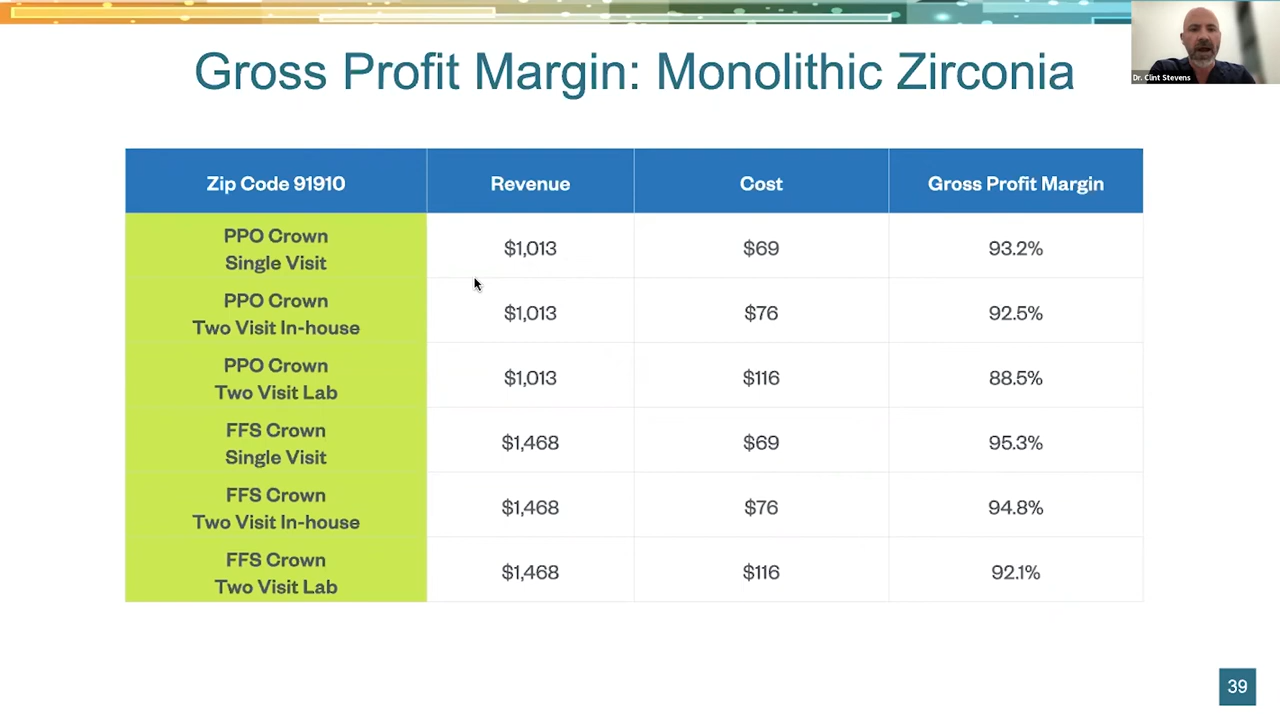 Gross Profit Margin: Monolithic Zirconia
Dr. Clint Stevens
Zip Code 91910 Revenue Cost Gross Profit Margin
PPO Crown
Single Visit
$1,013 $69 93.2%
PPO Crown
Two Visit In-house
$1,013 $76 92.5%
PPO Crown
Two Visit Lab
$1,013 $116 88.5%
FFS Crown
Single Visit
$1,468 $69 95.3%
FFS Crown
Two Visit In-house
$1,468 $76 94.8%
FFS Crown
Two Visit Lab
$1,468 $116 92.1%
39